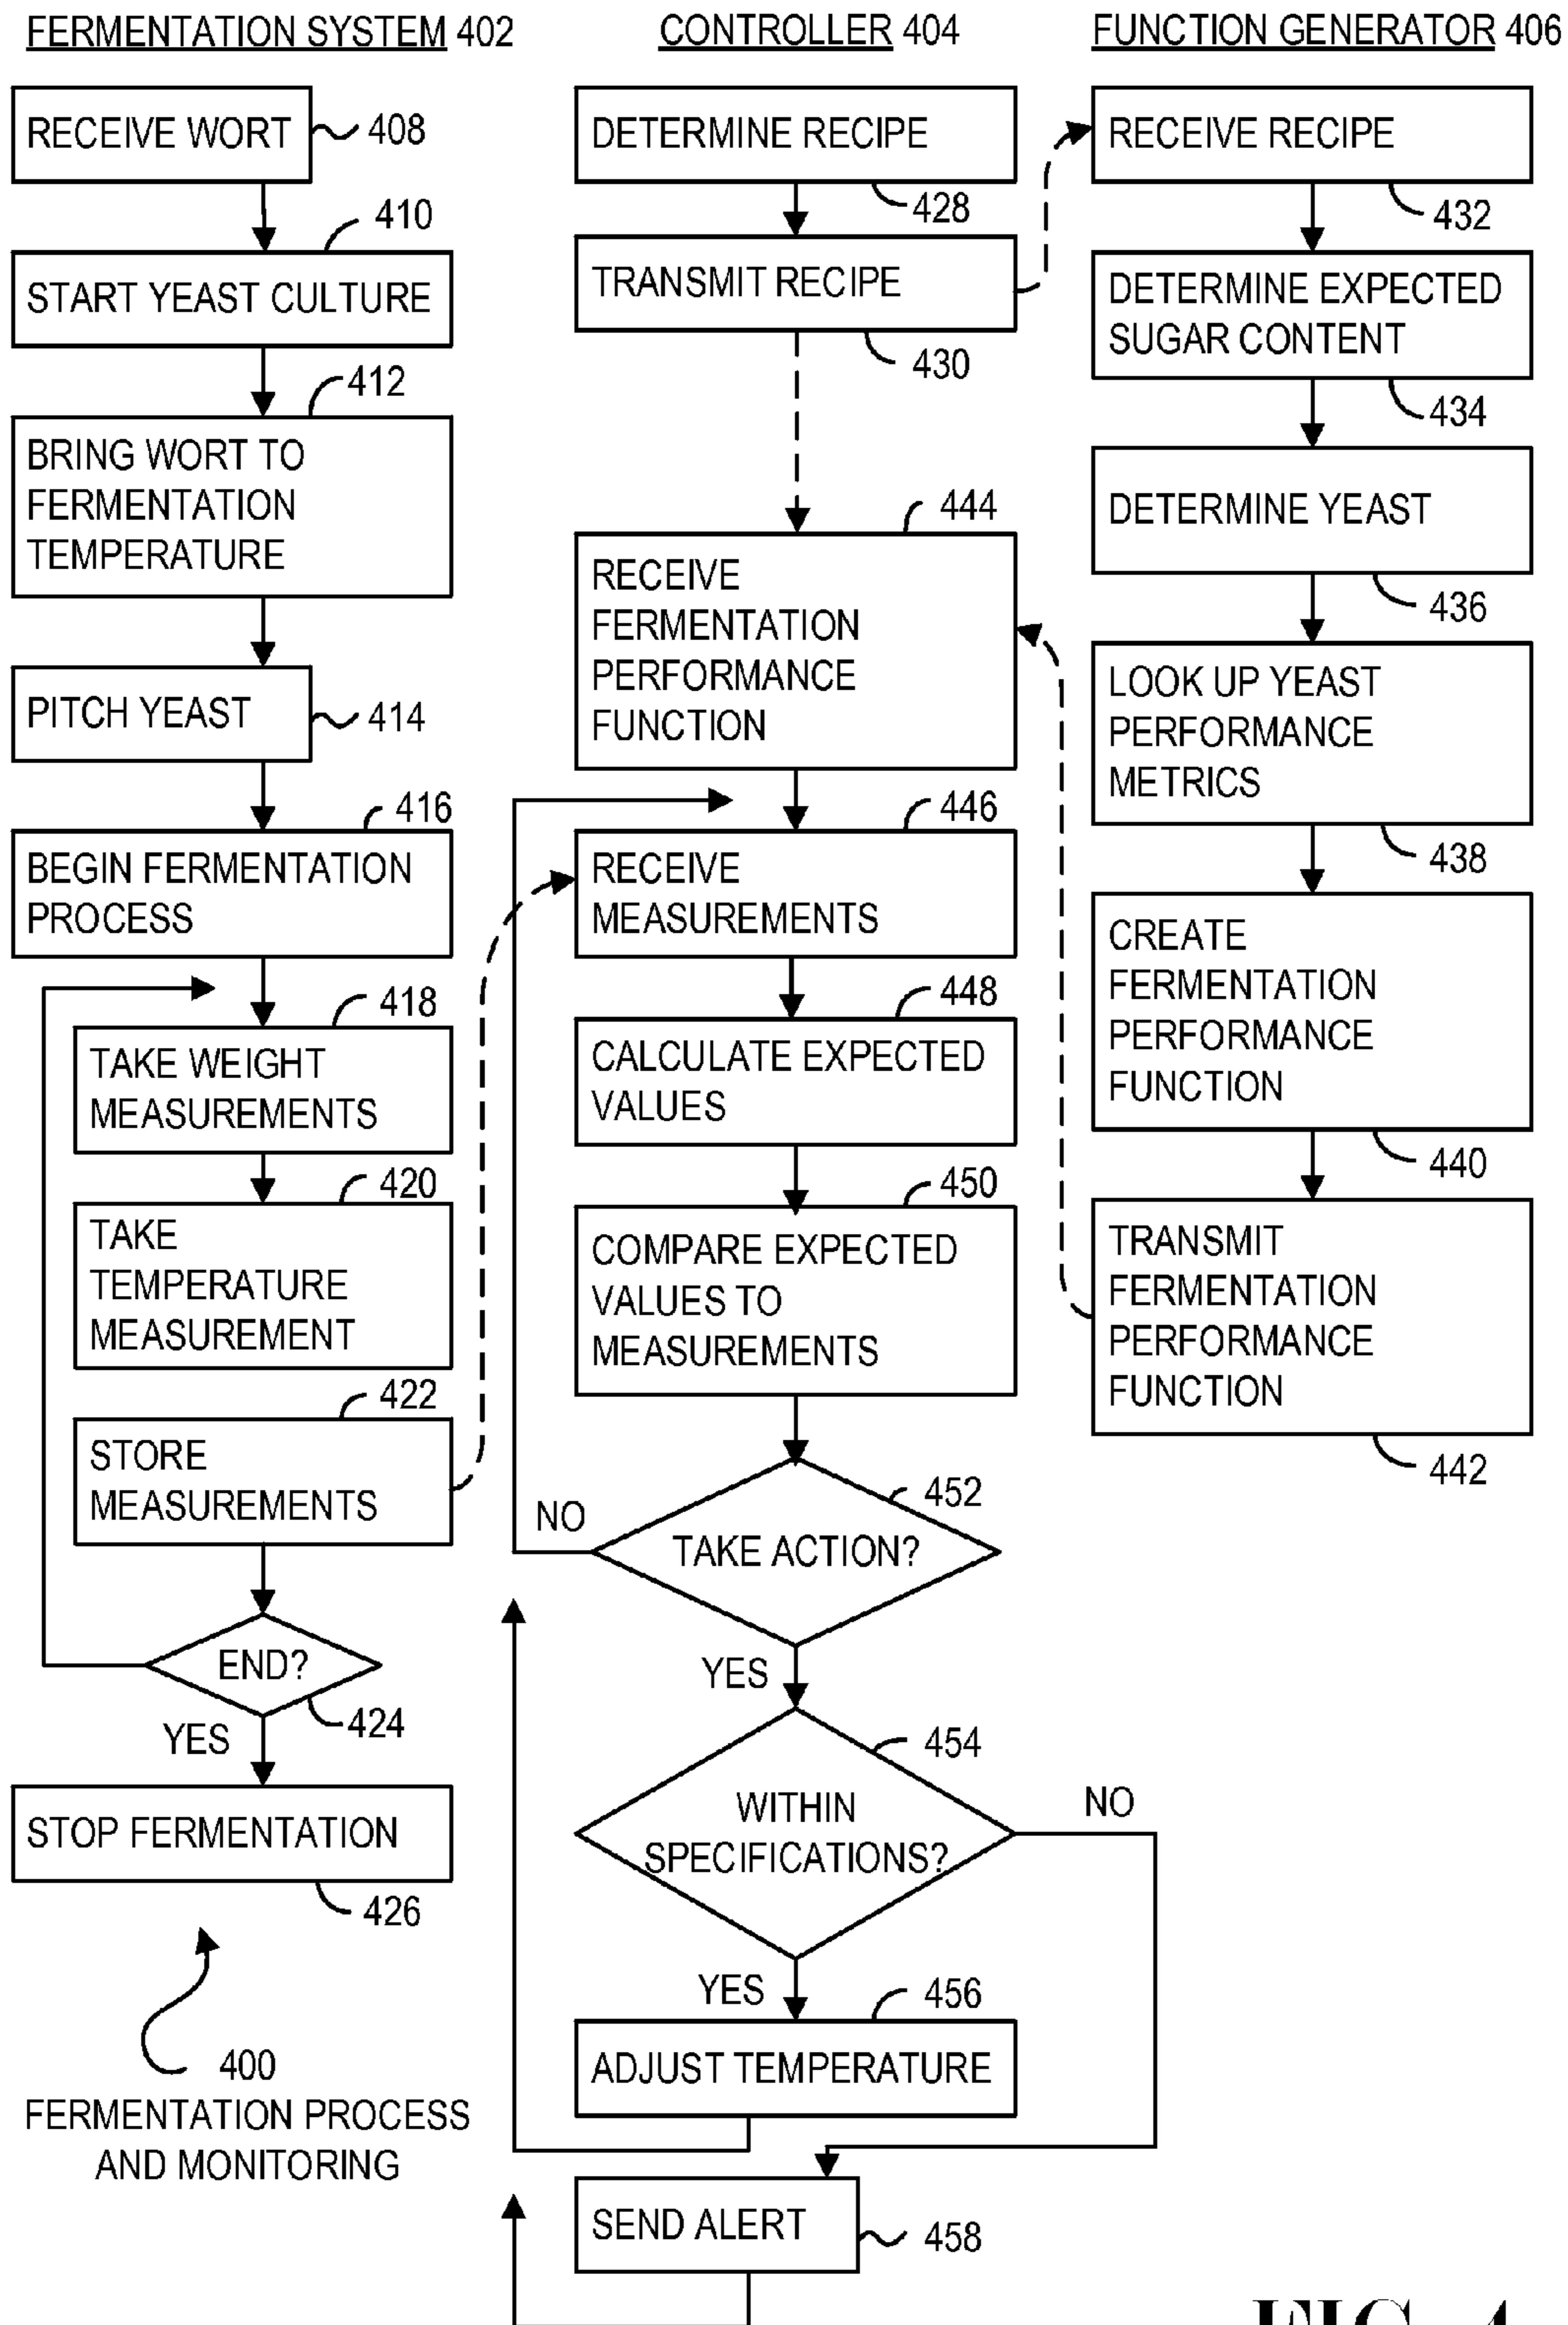 FERMENTATION SYSTEM 402
RECEIVE WORT
408
410
START YEAST CULTURE
412
BRING WORT TO
FERMENTATION
TEMPERATURE
PITCH YEAST
414
416
BEGIN FERMENTATION
PROCESS
418
TAKE WEIGHT
MEASUREMENTS
420
TAKE
TEMPERATURE
MEASUREMENT
422
STORE
MEASUREMENTS
END?
424
YES
STOP FERMENTATION
426
400
FERMENTATION PROCESS
AND MONITORING
CONTROLLER 404
DETERMINE RECIPE
428
TRANSMIT RECIPE
430
444
RECEIVE
FERMENTATION
PERFORMANCE
FUNCTION
446
RECEIVE
MEASUREMENTS
448
CALCULATE EXPECTED
VALUES
450
COMPARE EXPECTED
VALUES TO
MEASUREMENTS
452
NO
TAKE ACTION?
YES
454
WITHIN
SPECIFICATIONS?
NO
YES
456
ADJUST TEMPERATURE
SEND ALERT
458
FUNCTION GENERATOR 406
RECEIVE RECIPE
432
DETERMINE EXPECTED
SUGAR CONTENT
434
DETERMINE YEAST
436
LOOK UP YEAST
PERFORMANCE
METRICS
438
CREATE
FERMENTATION
PERFORMANCE
FUNCTION
440
TRANSMIT
FERMENTATION
PERFORMANCE
FUNCTION
442